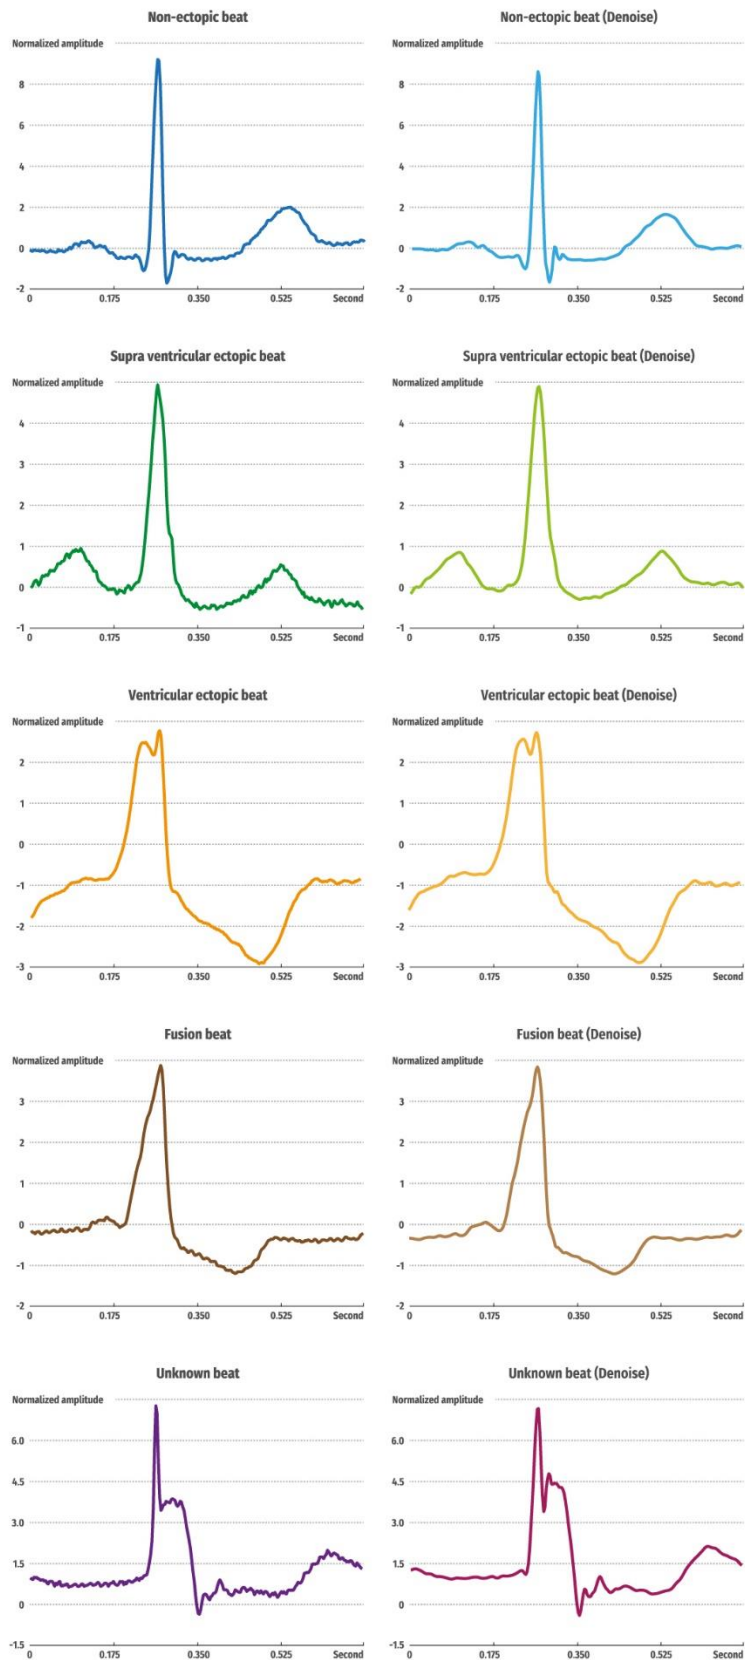 Non-ectopic beat
Normalized amplitude
8
6
4
2
0
-2
0 0.175 0.350 0.525 Second
Non-ectopic beat (Denoise)
Normalized amplitude
8
6
4
2
0
-2
0 0.175 0.350 0.525 Second
Supra ventricular ectopic beat
Normalized amplitude
4
3
2
1
0
-1
0 0.175 0.350 0.525 Second
Supra ventricular ectopic beat (Denoise)
Normalized amplitude
4
3
2
1
0
-1
0 0.175 0.350 0.525 Second
Ventricular ectopic beat
Normalized amplitude
2
1
0
-1
-2
-3
0 0.175 0.350 0.525 Second
Ventricular ectopic beat (Denoise)
Normalized amplitude
2
1
0
-1
-2
-3
0 0.175 0.350 0.525 Second
Fusion beat
Normalized amplitude
3
2
1
0
-1
-2
0 0.175 0.350 0.525 Second
Fusion beat (Denoise)
Normalized amplitude
3
2
1
0
-1
-2
0 0.175 0.350 0.525 Second
Unknown beat
Normalized amplitude
6.0
4.5
3.0
1.5
0
-1.5
0 0.175 0.350 0.525 Second
Unknown beat (Denoise)
Normalized amplitude
6.0
4.5
3.0
1.5
0
-1.5
0 0.175 0.350 0.525 Second